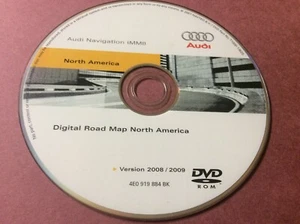 Audi Navigation (MMI)
Audi
North America
Digital Road Map North America
Version 2008 / 2009
DVD
ROM
4E0 919 884 BK